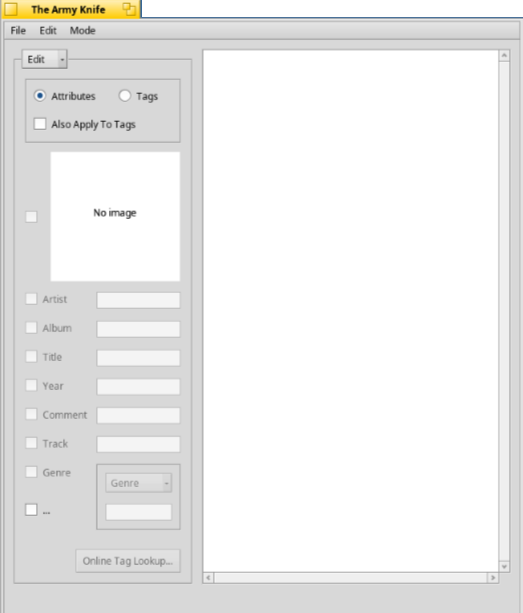 The Army Knife
File Edit Mode
Edit
Attributes Tags
Also Apply To Tags
No image
Artist
Album
Title
Year
Comment
Track
Genre
Genre
...
Online Tag Lookup...